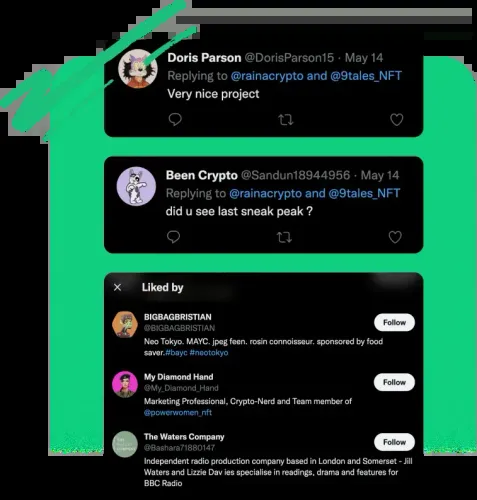 Doris Parson @DorisParson15 · May 14
Replying to @rainacrypto and @9tales_NFT
Very nice project
Been Crypto @Sandun18944956 · May 14
Replying to @rainacrypto and @9tales_NFT
did u see last sneak peak ?
Liked by
BIGBAGBRISTIAN
@BIGBAGBRISTIAN
Follow
Neo Tokyo. MAYC. jpeg feen. rosin connoisseur. sponsored by food
saver.#bayc #neotokyo
My Diamond Hand
@My_Diamond_Hand
Follow
Marketing Professional, Crypto-Nerd and Team member of
@powerwomen_nft
The Waters Company
@Bashara71880147
Follow
Independent radio production company based in London and Somerset - Jill
Waters and Lizzie Dav ies specialise in readings, drama and features for
BBC Radio